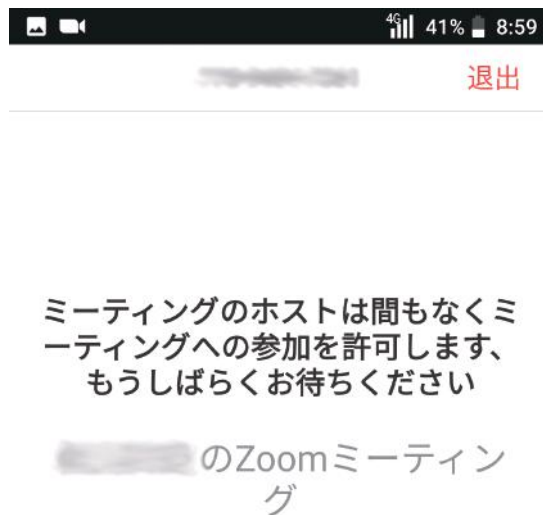 4G 41% 8:59
退出
ミーティングのホストは間もなくミ
ーティングへの参加を許可します、
もうしばらくお待ちください
のZoomミーティン
グ